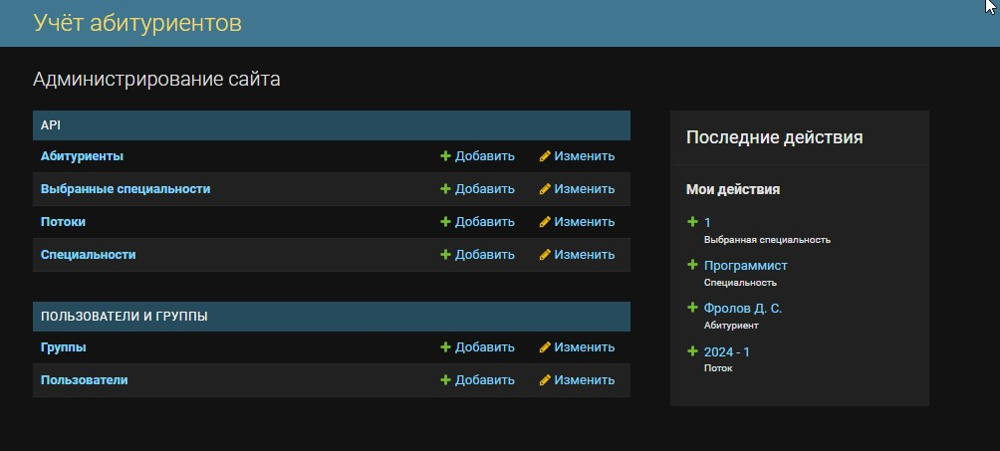 Учёт абитуриентов
Администрирование сайта
API
Абитуриенты Добавить Изменить
Выбранные специальности Добавить Изменить
Потоки Добавить Изменить
Специальности Добавить Изменить
ПОЛЬЗОВАТЕЛИ И ГРУППЫ
Группы Добавить Изменить
Пользователи Добавить Изменить
Последние действия
Мои действия
1
Выбранная специальность
Программист
Специальность
Фролов Д. С.
Абитуриент
2024 - 1
Поток